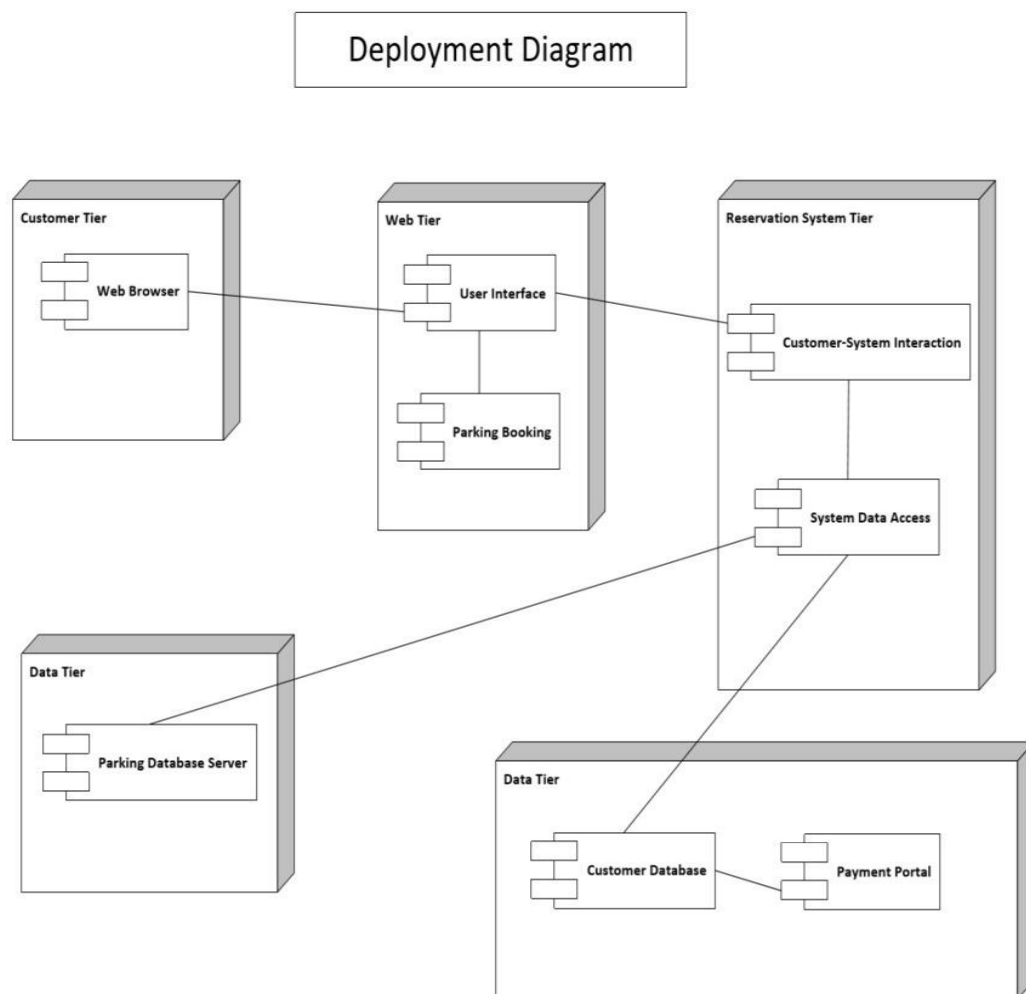 Deployment Diagram
Customer Tier
Web Browser
Web Tier
User Interface
Parking Booking
Reservation System Tier
Customer-System Interaction
System Data Access
Data Tier
Parking Database Server
Data Tier
Customer Database
Payment Portal